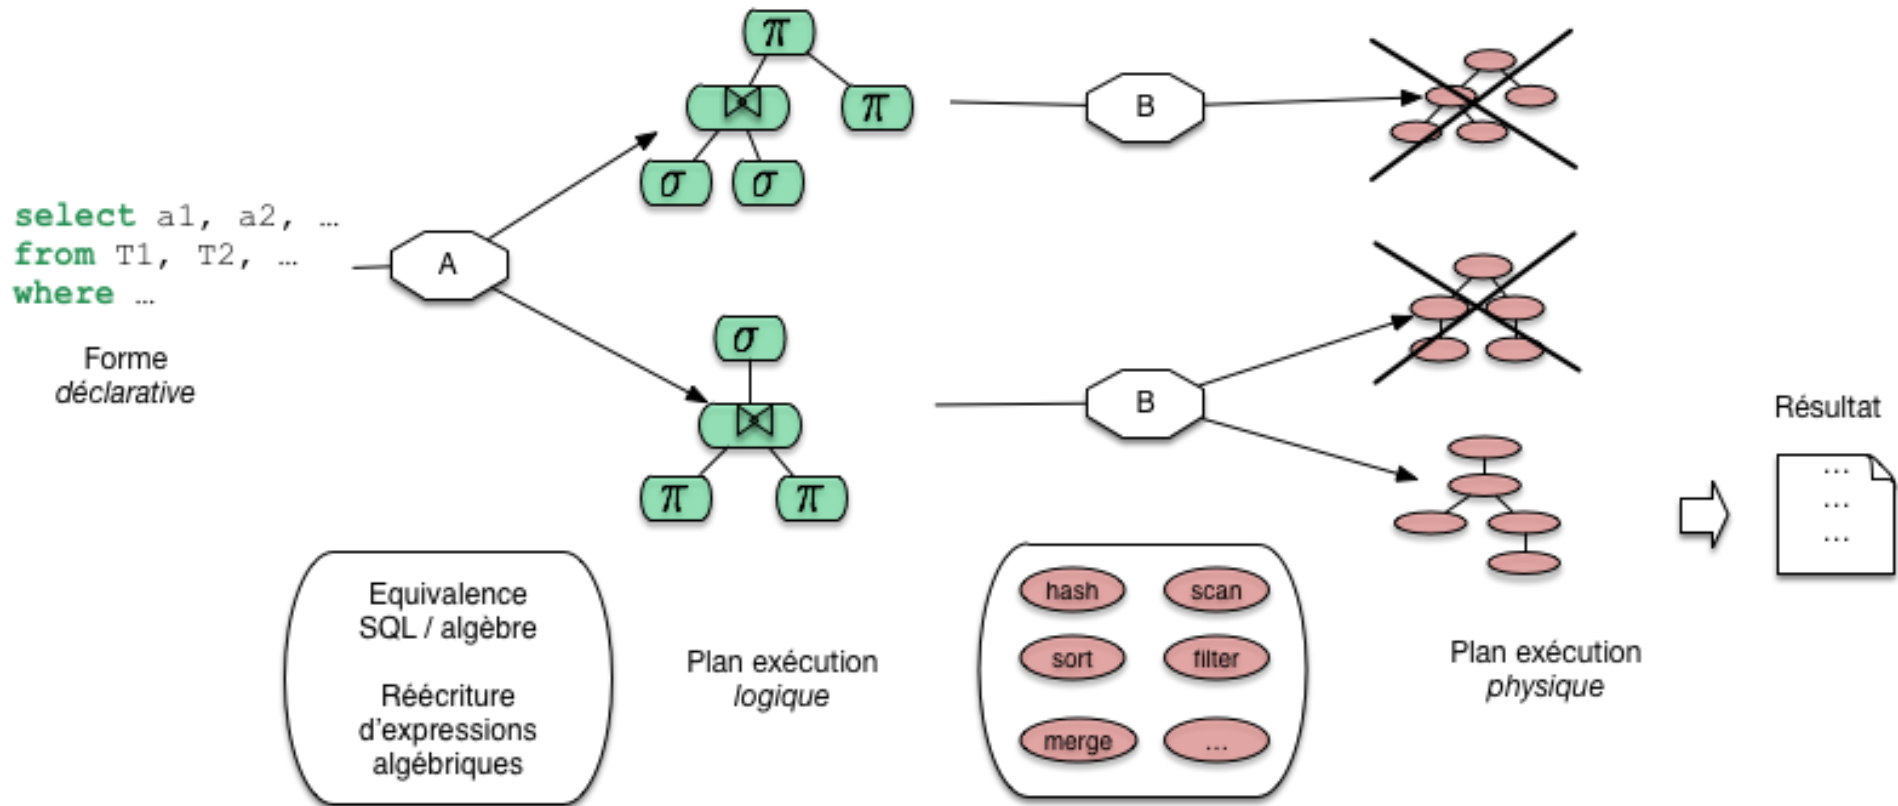 π
⋈
π
σ
σ
B
select a1, a2, …
from T1, T2, …
where …
A
Forme
déclarative
σ
⋈
π
π
B
Résultat
…
…
…
Equivalence
SQL / algèbre
Réécriture
d'expressions
algébriques
Plan exécution
logique
hash
scan
sort
filter
merge
…
Plan exécution
physique